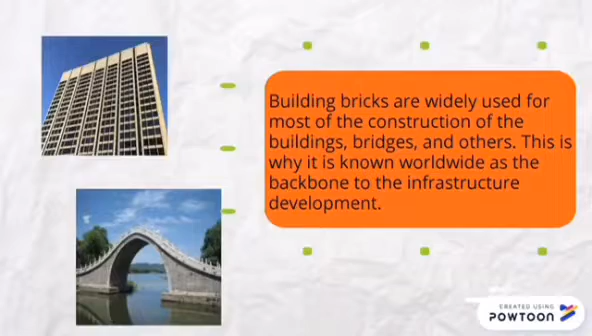 Building bricks are widely used for
most of the construction of the
buildings, bridges, and others. This is
why it is known worldwide as the
backbone to the infrastructure
development.
CREATED USING
POWTOON